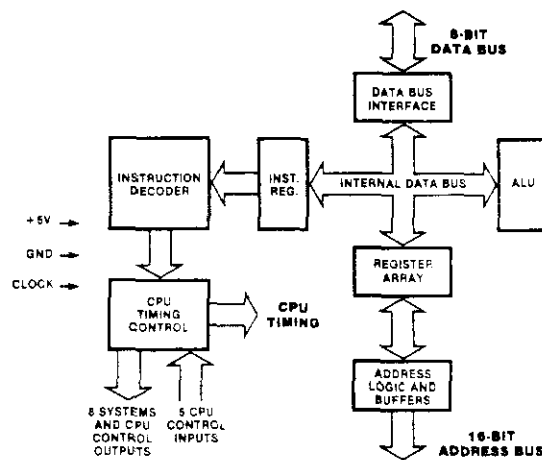 8-BIT
DATA BUS
DATA BUS
INTERFACE
INSTRUCTION
DECODER
INST.
REG.
INTERNAL DATA BUS
ALU
+5V
GND
CLOCK
REGISTER
ARRAY
CPU
TIMING
CONTROL
CPU
TIMING
ADDRESS
LOGIC AND
BUFFERS
8 SYSTEMS
AND CPU
CONTROL
OUTPUTS
5 CPU
CONTROL
INPUTS
16-BIT
ADDRESS BUS